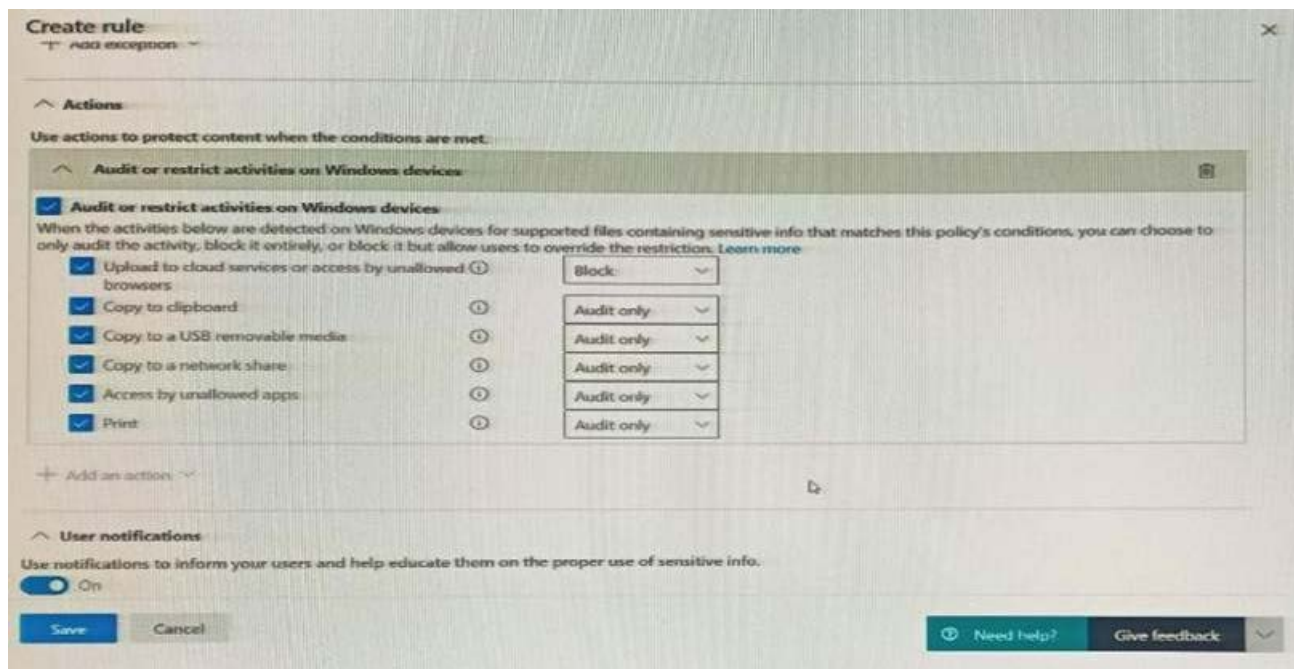 Create rule
+ Add exception
Actions
Use actions to protect content when the conditions are met.
Audit or restrict activities on Windows devices
Audit or restrict activities on Windows devices
When the activities below are detected on Windows devices for supported files containing sensitive info that matches this policy's conditions, you can choose to
only audit the activity, block it entirely, or block it but allow users to override the restriction. Learn more
Upload to cloud services or access by unallowed Block
browsers
Copy to clipboard Audit only
Copy to a USB removable media Audit only
Copy to a network share Audit only
Access by unallowed apps Audit only
Print Audit only
+ Add an action
User notifications
Use notifications to inform your users and help educate them on the proper use of sensitive info.
On
Save Cancel Need help? Give feedback